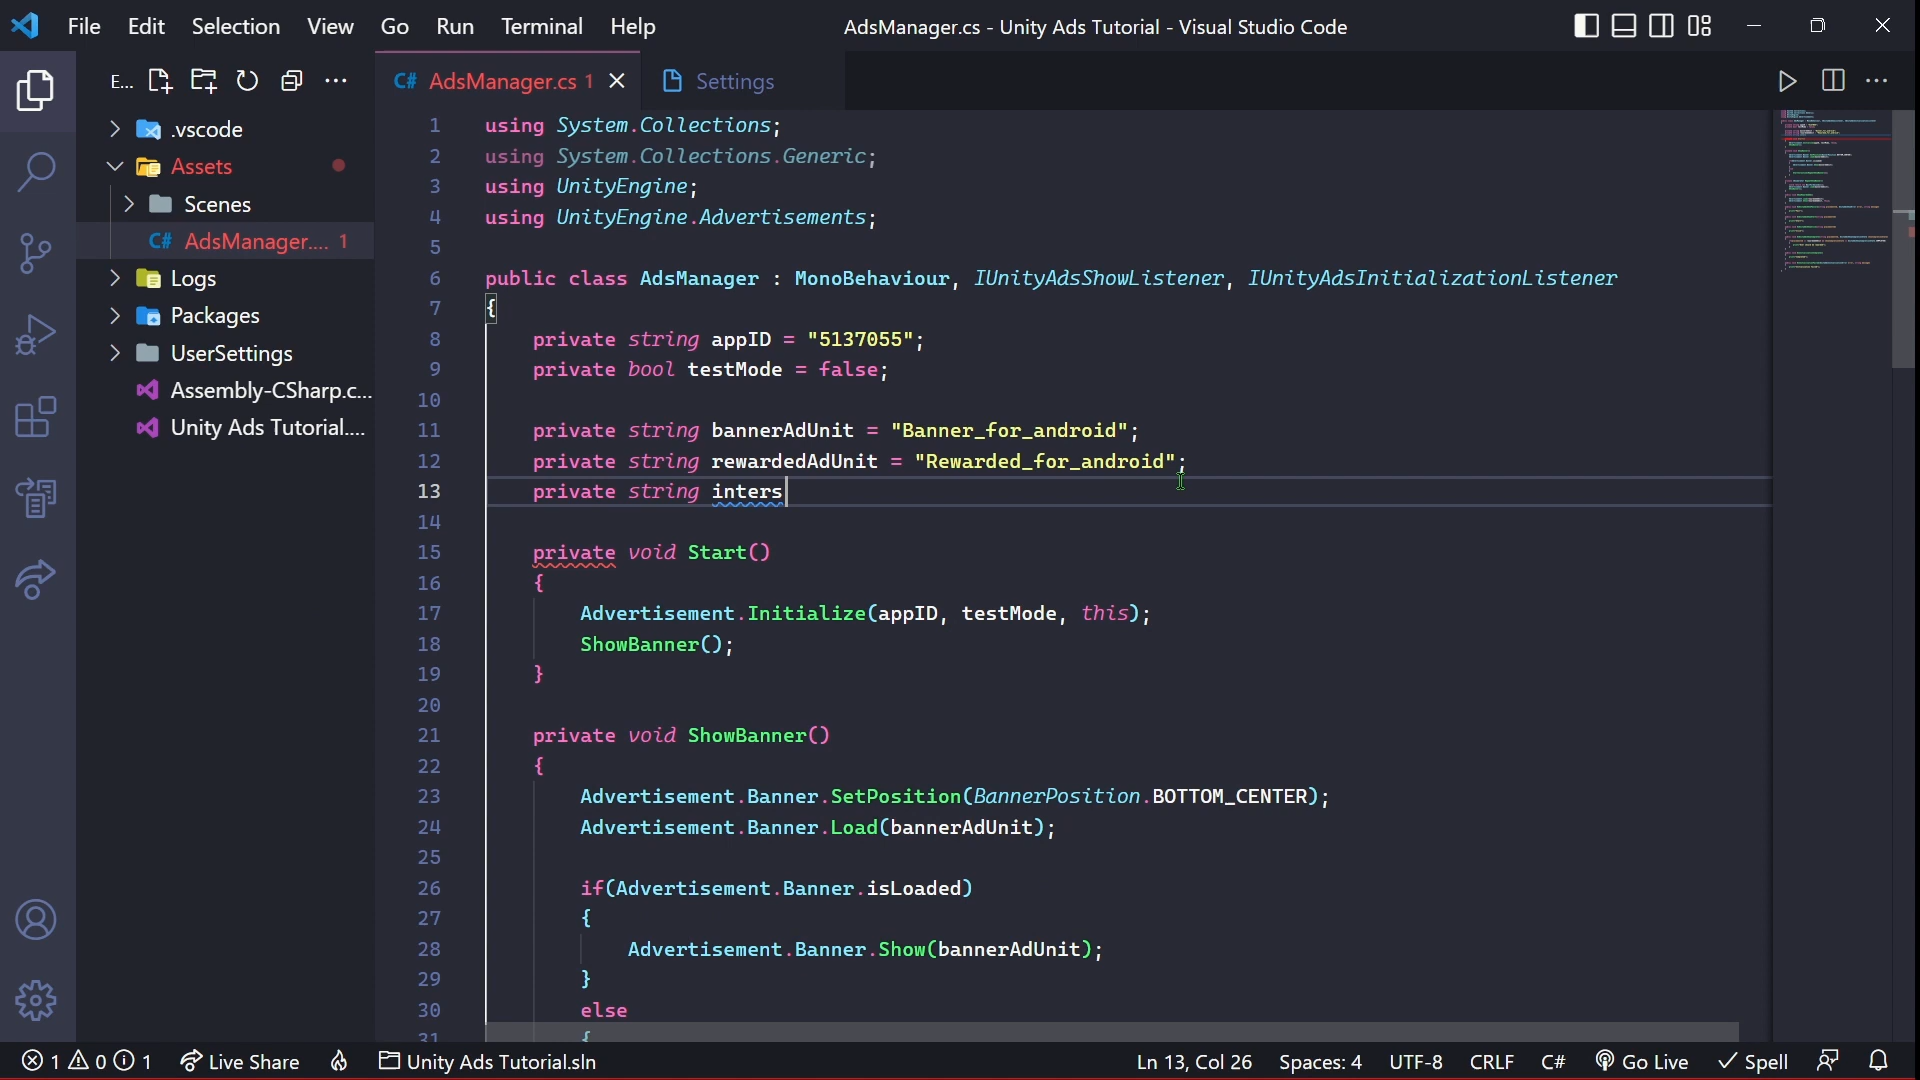 File Edit Selection View Go Run Terminal Help
AdsManager.cs - Unity Ads Tutorial - Visual Studio Code
E...
C# AdsManager.cs 1
Settings
.vscode
Assets
Scenes
C# AdsManager.... 1
Logs
Packages
UserSettings
Assembly-CSharp.c...
Unity Ads Tutorial....
1 using System.Collections;
2 using System.Collections.Generic;
3 using UnityEngine;
4 using UnityEngine.Advertisements;
5
6 public class AdsManager : MonoBehaviour, IUnityAdsShowListener, IUnityAdsInitializationListener
7 {
8 private string appID = "5137055";
9 private bool testMode = false;
10
11 private string bannerAdUnit = "Banner_for_android";
12 private string rewardedAdUnit = "Rewarded_for_android";
13 private string inters
14
15 private void Start()
16 {
17 Advertisement.Initialize(appID, testMode, this);
18 ShowBanner();
19 }
20
21 private void ShowBanner()
22 {
23 Advertisement.Banner.SetPosition(BannerPosition.BOTTOM_CENTER);
24 Advertisement.Banner.Load(bannerAdUnit);
25
26 if(Advertisement.Banner.isLoaded)
27 {
28 Advertisement.Banner.Show(bannerAdUnit);
29 }
30 else
31 {
1 0 1 Live Share Unity Ads Tutorial.sln Ln 13, Col 26 Spaces: 4 UTF-8 CRLF C# Go Live Spell